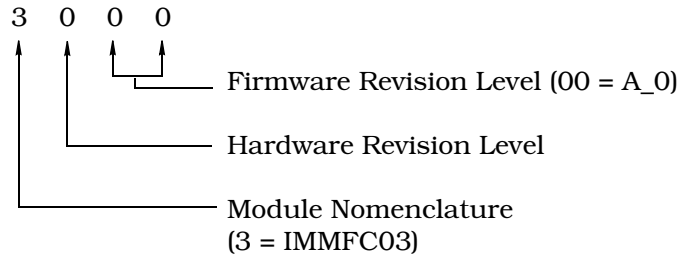 3 0 0 0
Firmware Revision Level (00 = A_0)
Hardware Revision Level
Module Nomenclature
(3 = IMMFC03)